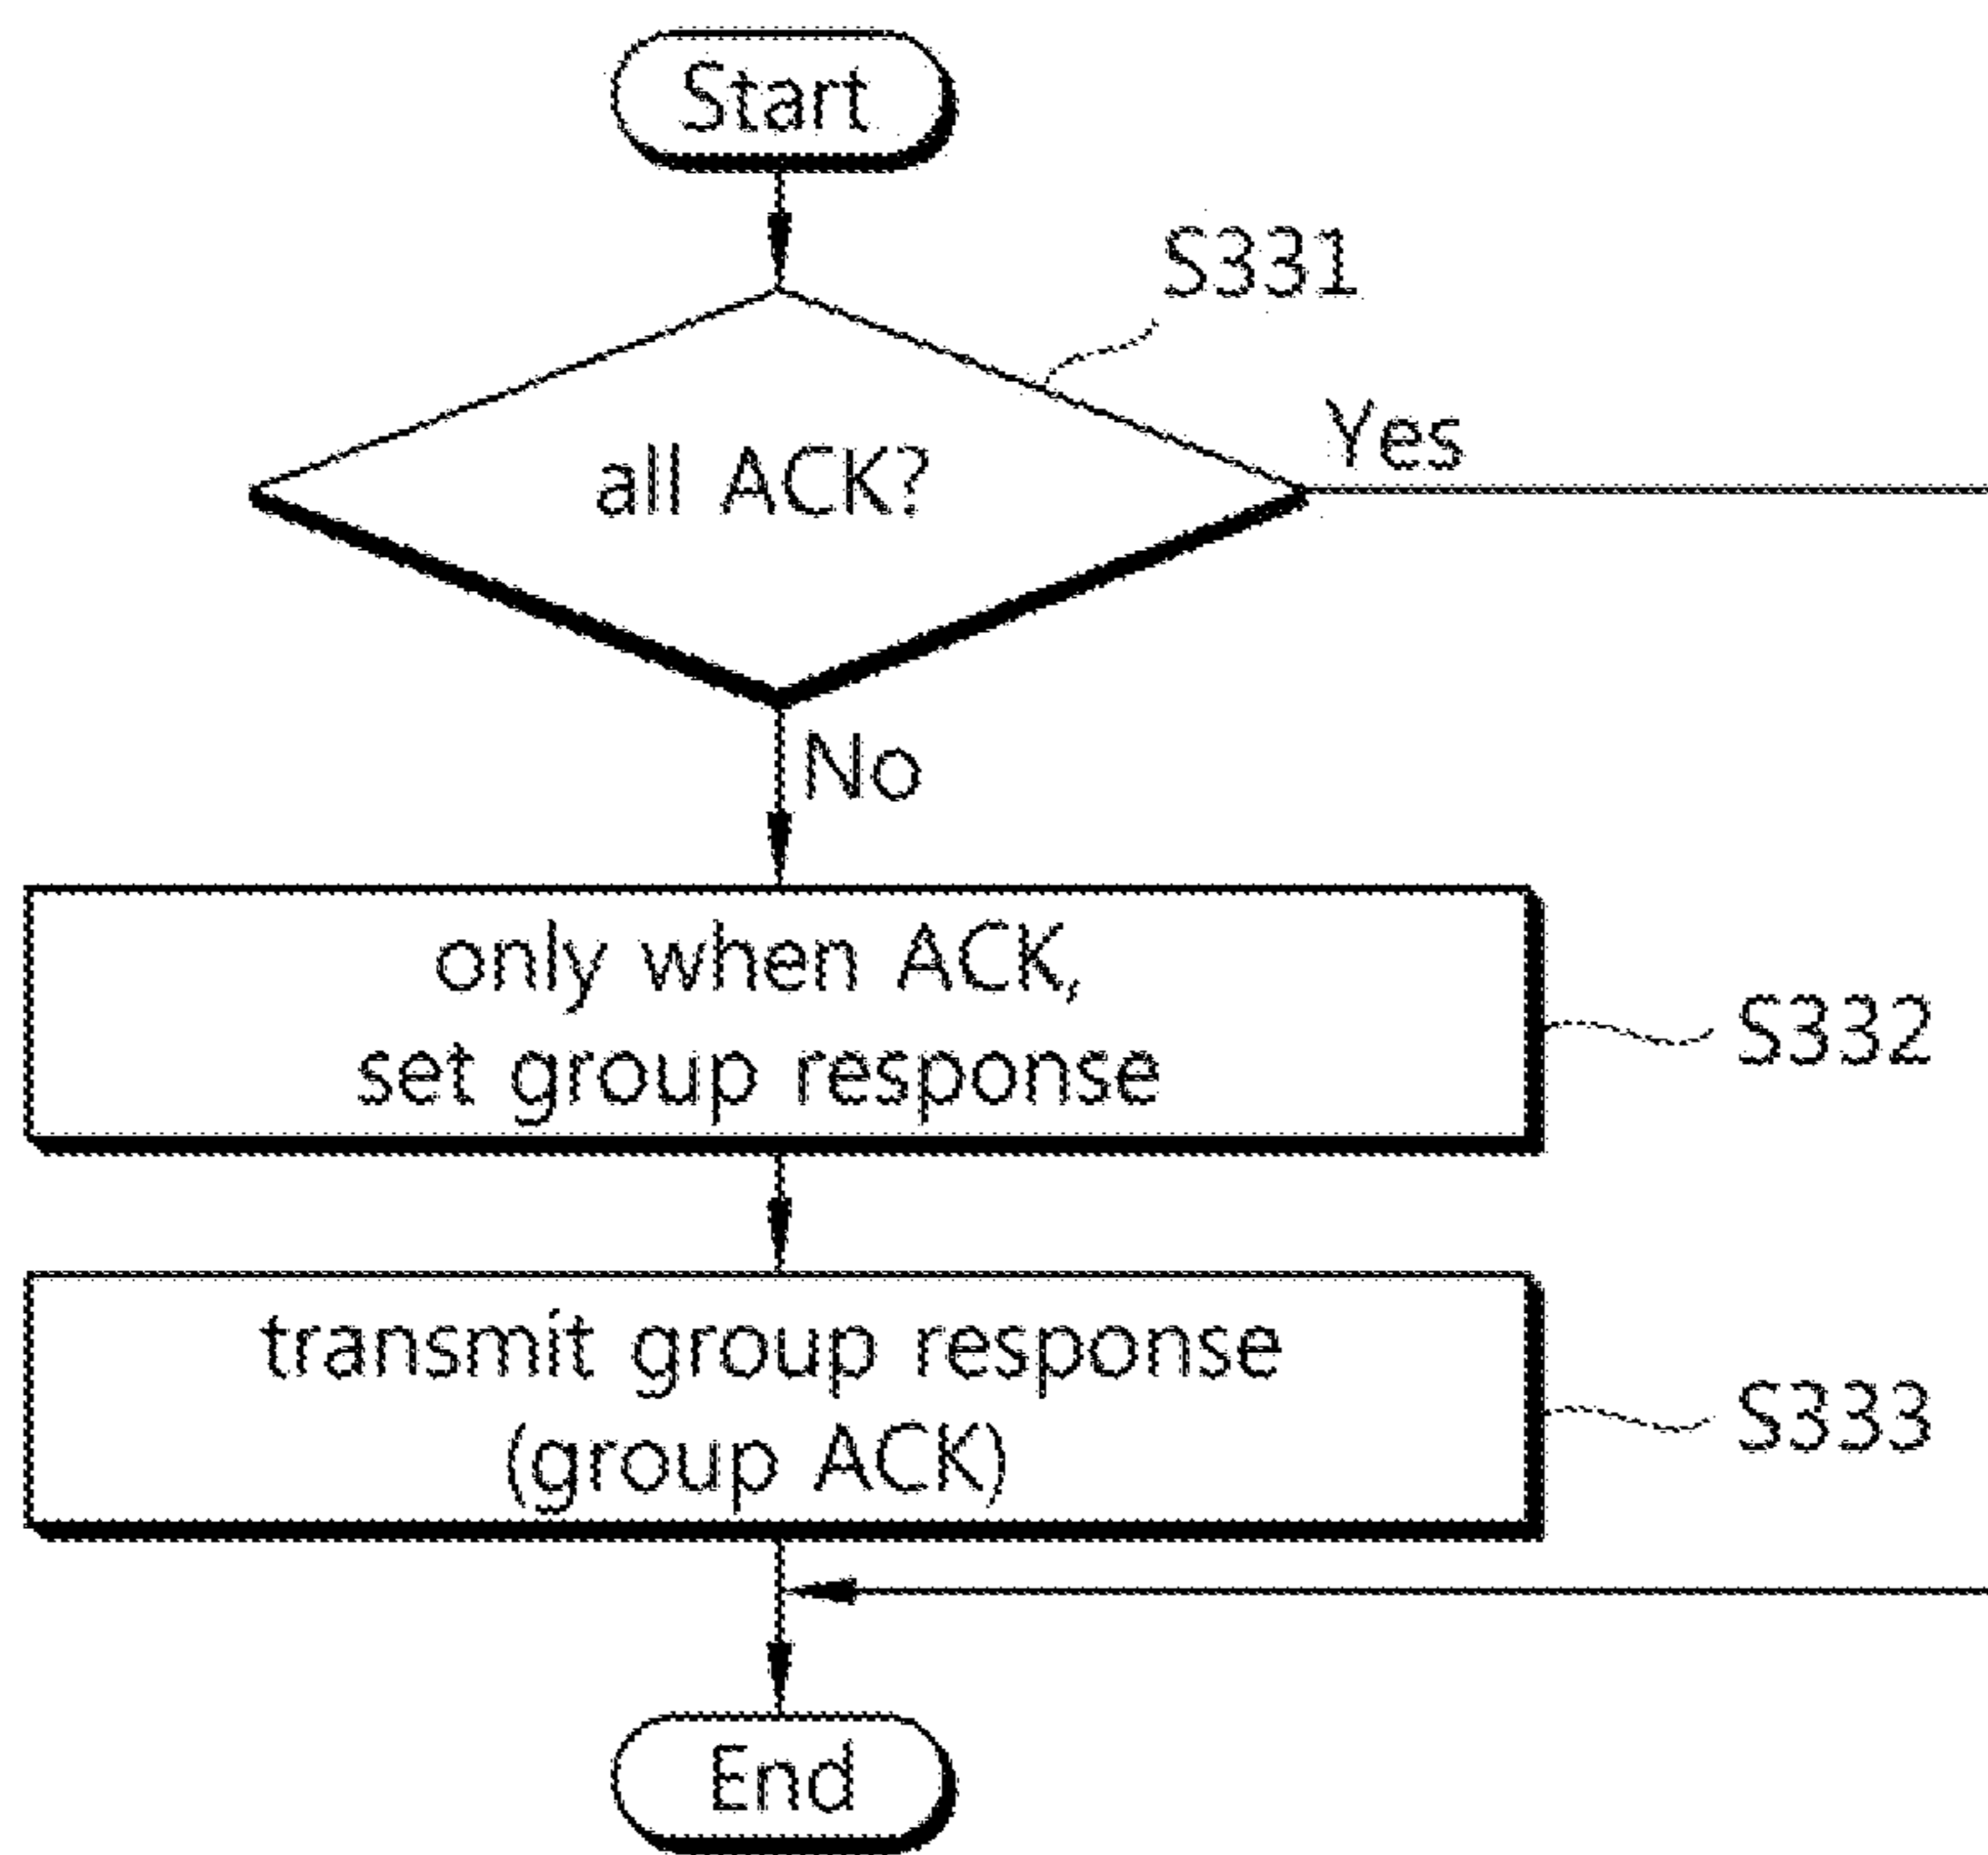 Start
S331
all ACK?
Yes
No
only when ACK,
set group response
S332
transmit group response
(group ACK)
S333
End